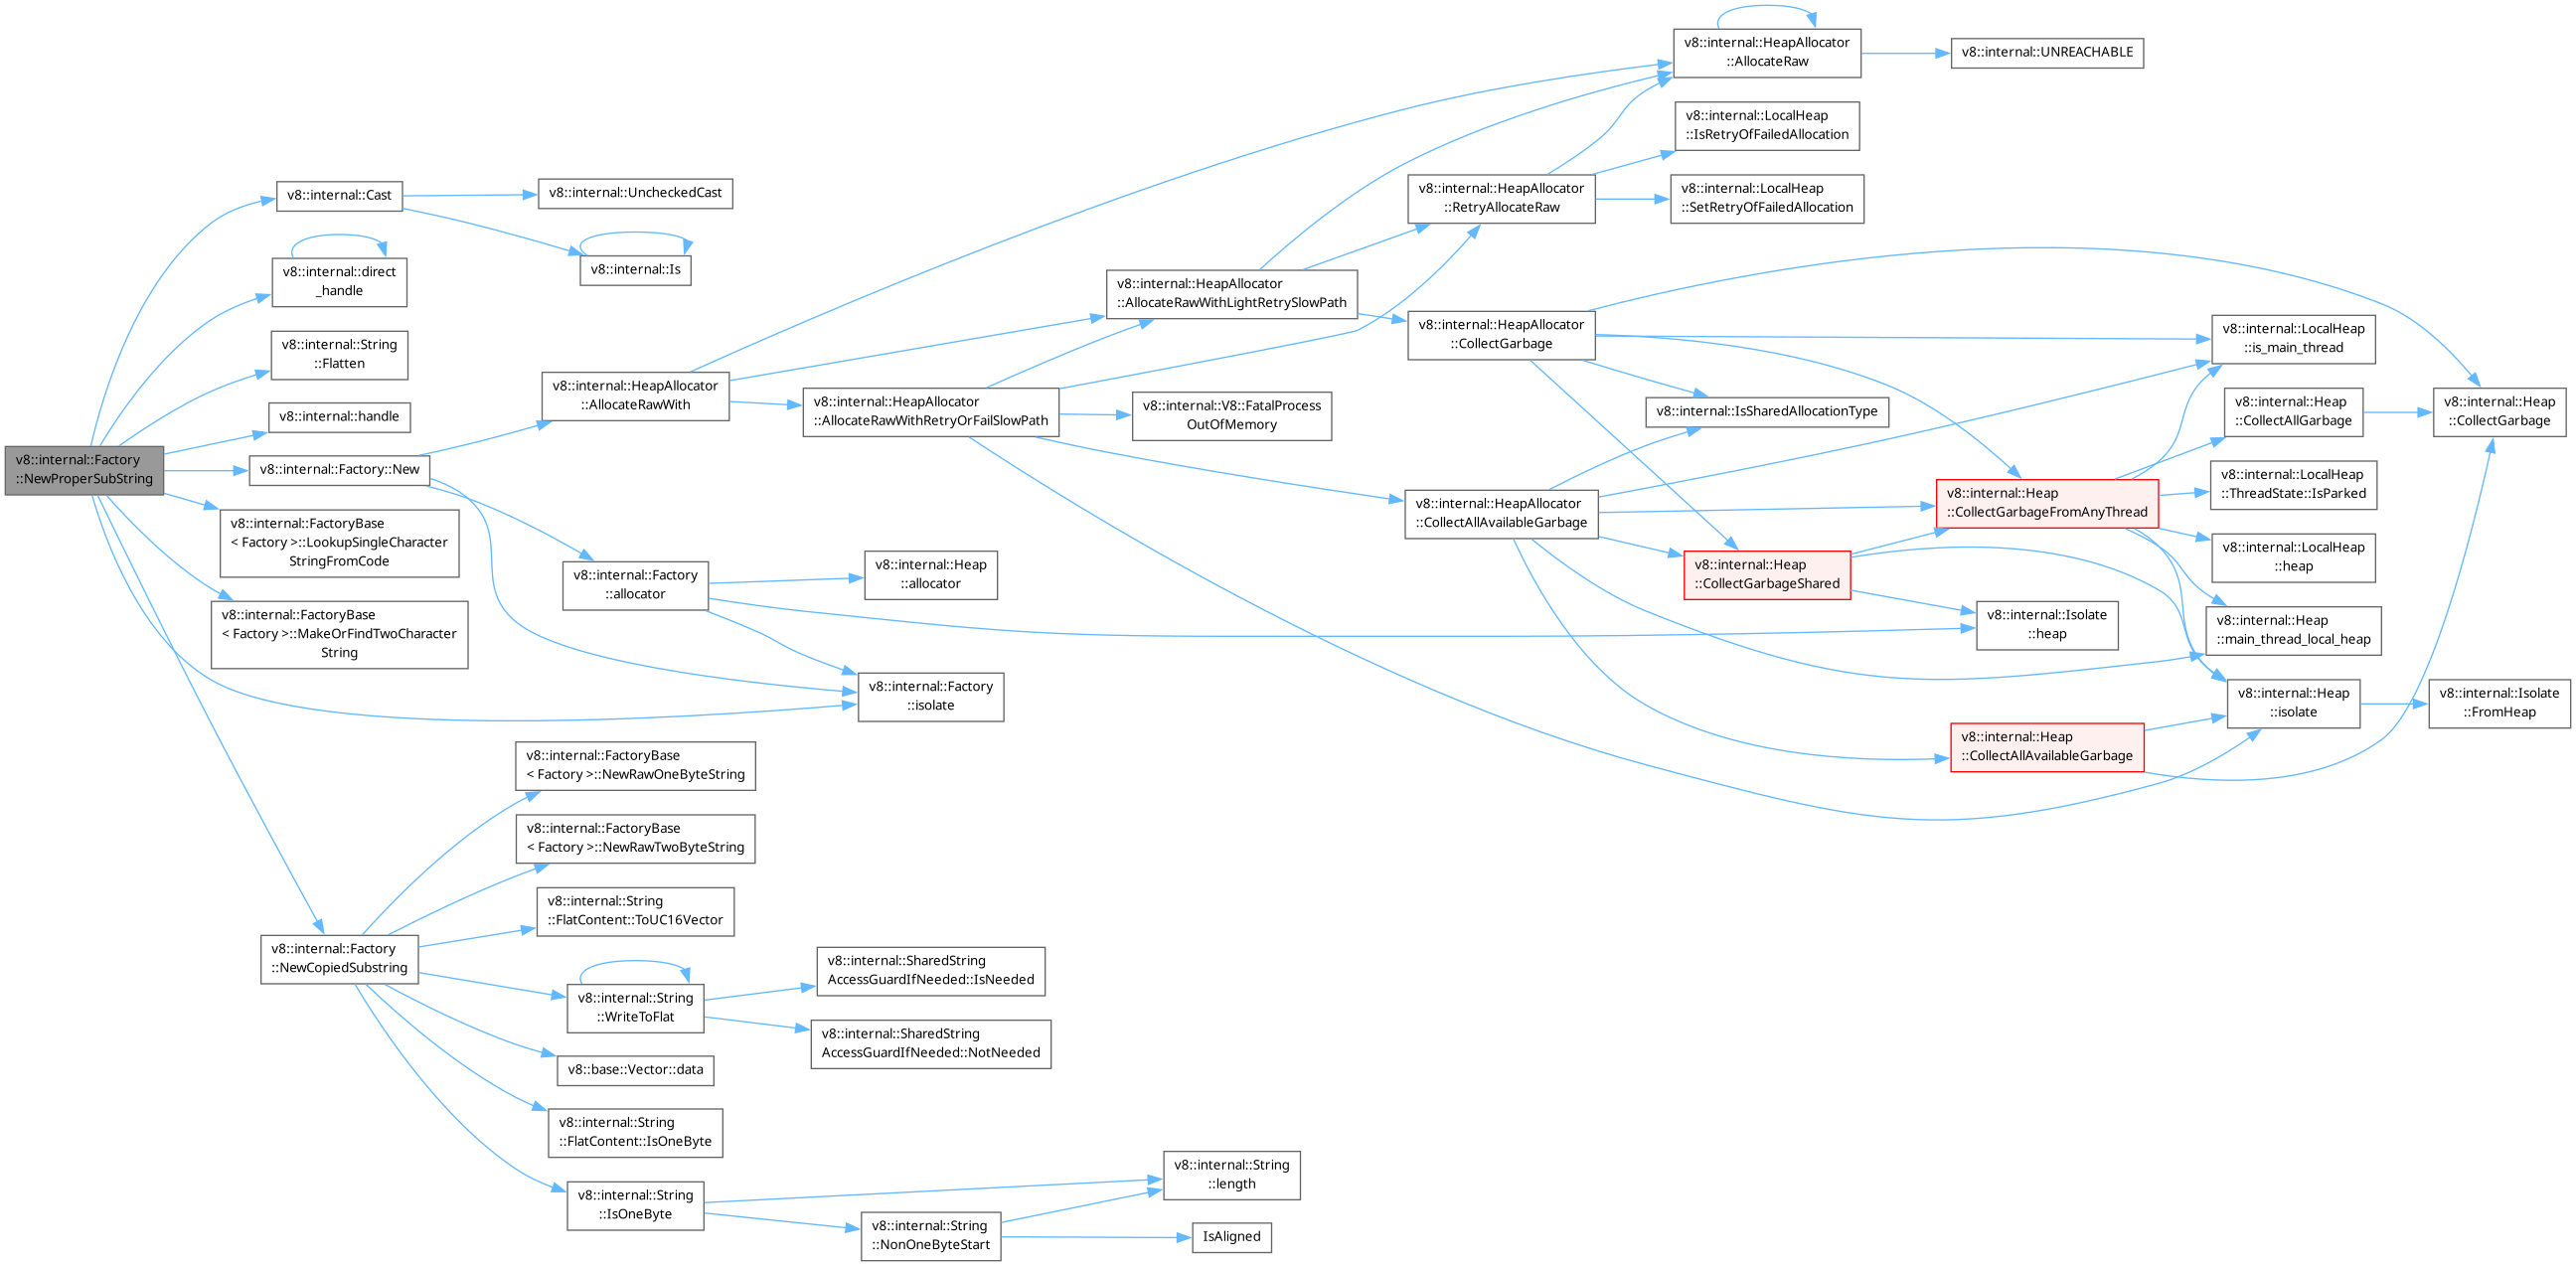 v8::internal::Factory
::NewProperSubString
v8::internal::Cast
v8::internal::UncheckedCast
v8::internal::Is
v8::internal::direct
_handle
v8::internal::String
::Flatten
v8::internal::handle
v8::internal::Factory::New
v8::internal::FactoryBase
< Factory >::LookupSingleCharacter
StringFromCode
v8::internal::FactoryBase
< Factory >::MakeOrFindTwoCharacter
String
v8::internal::HeapAllocator
::AllocateRawWith
v8::internal::Factory
::allocator
v8::internal::Heap
::allocator
v8::internal::Factory
::isolate
v8::internal::HeapAllocator
::AllocateRawWithRetryOrFailSlowPath
v8::internal::HeapAllocator
::AllocateRawWithLightRetrySlowPath
v8::internal::V8::FatalProcess
OutOfMemory
v8::internal::HeapAllocator
::AllocateRaw
v8::internal::UNREACHABLE
v8::internal::HeapAllocator
::RetryAllocateRaw
v8::internal::LocalHeap
::IsRetryOfFailedAllocation
v8::internal::LocalHeap
::SetRetryOfFailedAllocation
v8::internal::HeapAllocator
::CollectGarbage
v8::internal::IsSharedAllocationType
v8::internal::HeapAllocator
::CollectAllAvailableGarbage
v8::internal::Heap
::CollectGarbageShared
v8::internal::Heap
::CollectGarbageFromAnyThread
v8::internal::Isolate
::heap
v8::internal::Heap
::CollectAllAvailableGarbage
v8::internal::LocalHeap
::is_main_thread
v8::internal::Heap
::CollectAllGarbage
v8::internal::Heap
::CollectGarbage
v8::internal::LocalHeap
::ThreadState::IsParked
v8::internal::LocalHeap
::heap
v8::internal::Heap
::main_thread_local_heap
v8::internal::Heap
::isolate
v8::internal::Isolate
::FromHeap
v8::internal::Factory
::NewCopiedSubstring
v8::internal::FactoryBase
< Factory >::NewRawOneByteString
v8::internal::FactoryBase
< Factory >::NewRawTwoByteString
v8::internal::String
::FlatContent::ToUC16Vector
v8::internal::String
::WriteToFlat
v8::internal::SharedString
AccessGuardIfNeeded::IsNeeded
v8::internal::SharedString
AccessGuardIfNeeded::NotNeeded
v8::base::Vector::data
v8::internal::String
::FlatContent::IsOneByte
v8::internal::String
::IsOneByte
v8::internal::String
::NonOneByteStart
v8::internal::String
::length
IsAligned